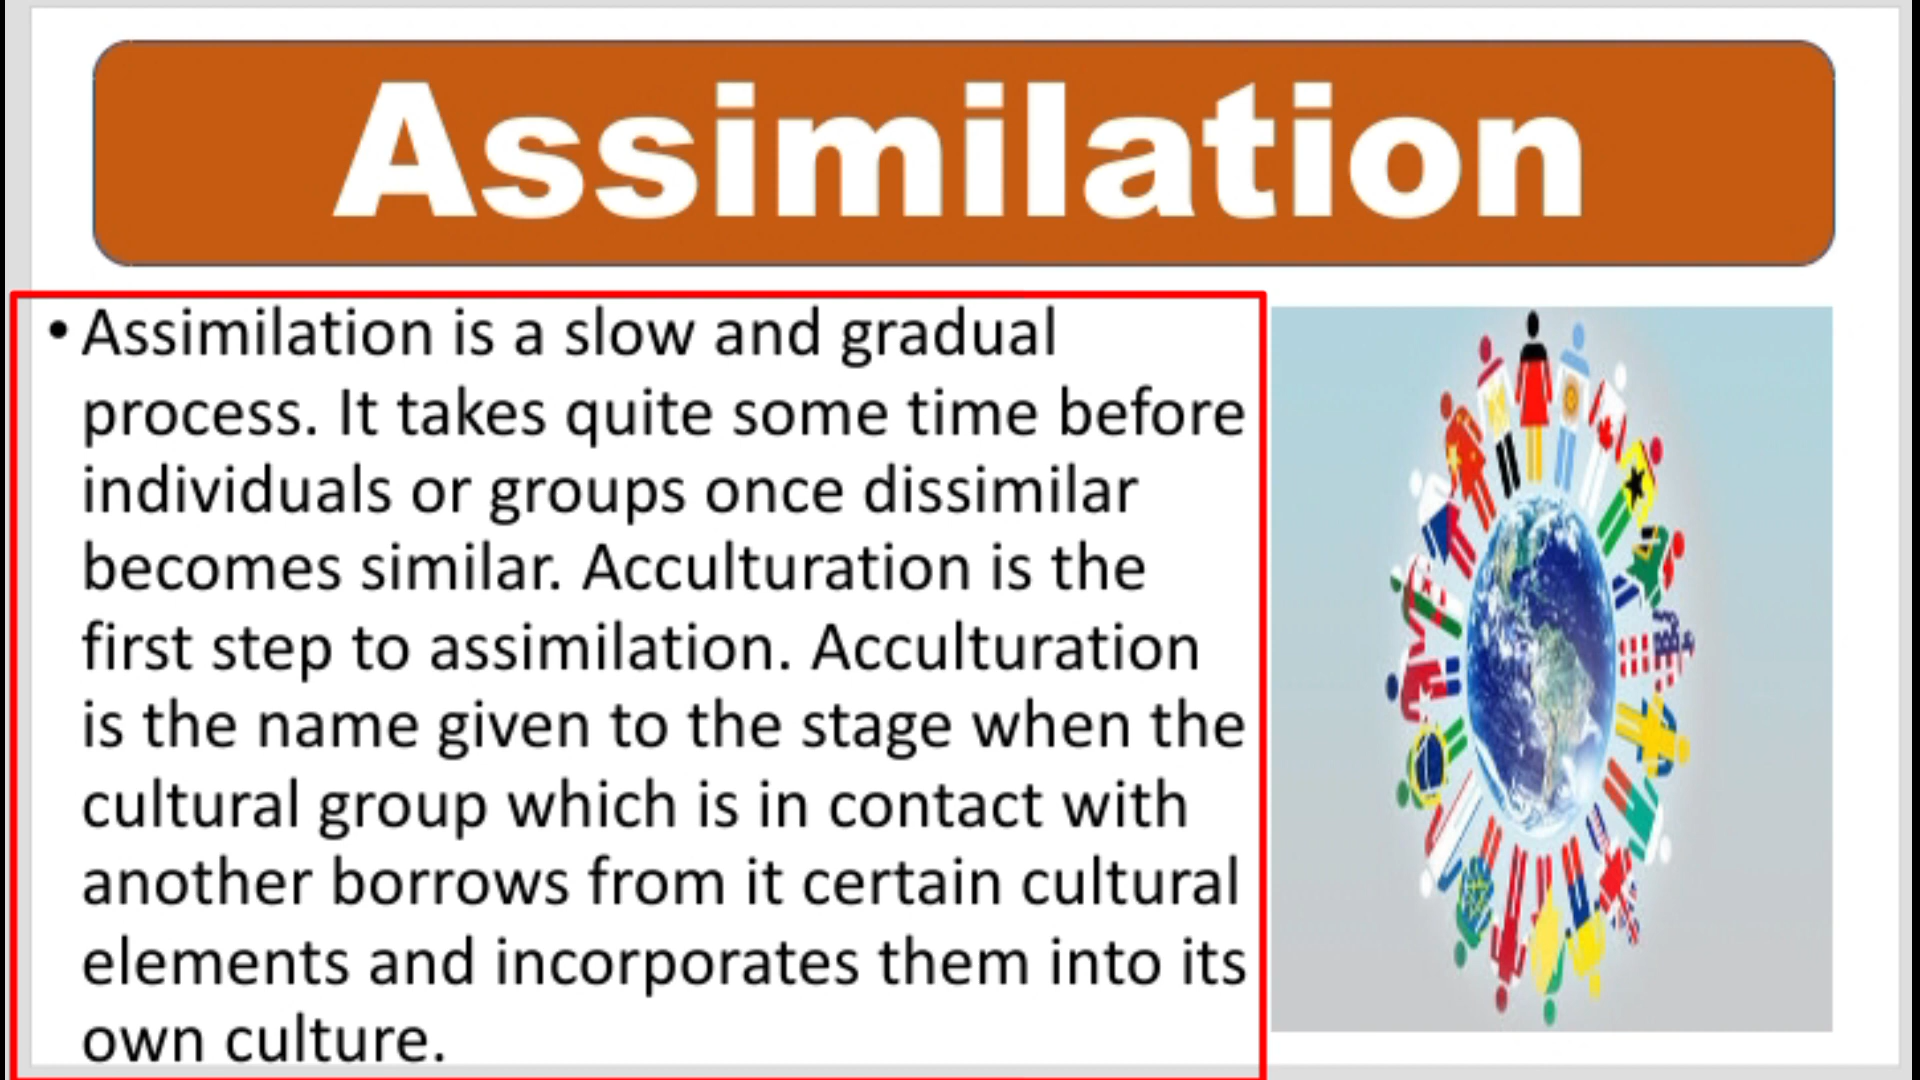 Assimilation
• Assimilation is a slow and gradual
process. It takes quite some time before
individuals or groups once dissimilar
becomes similar. Acculturation is the
first step to assimilation. Acculturation
is the name given to the stage when the
cultural group which is in contact with
another borrows from it certain cultural
elements and incorporates them into its
own culture.